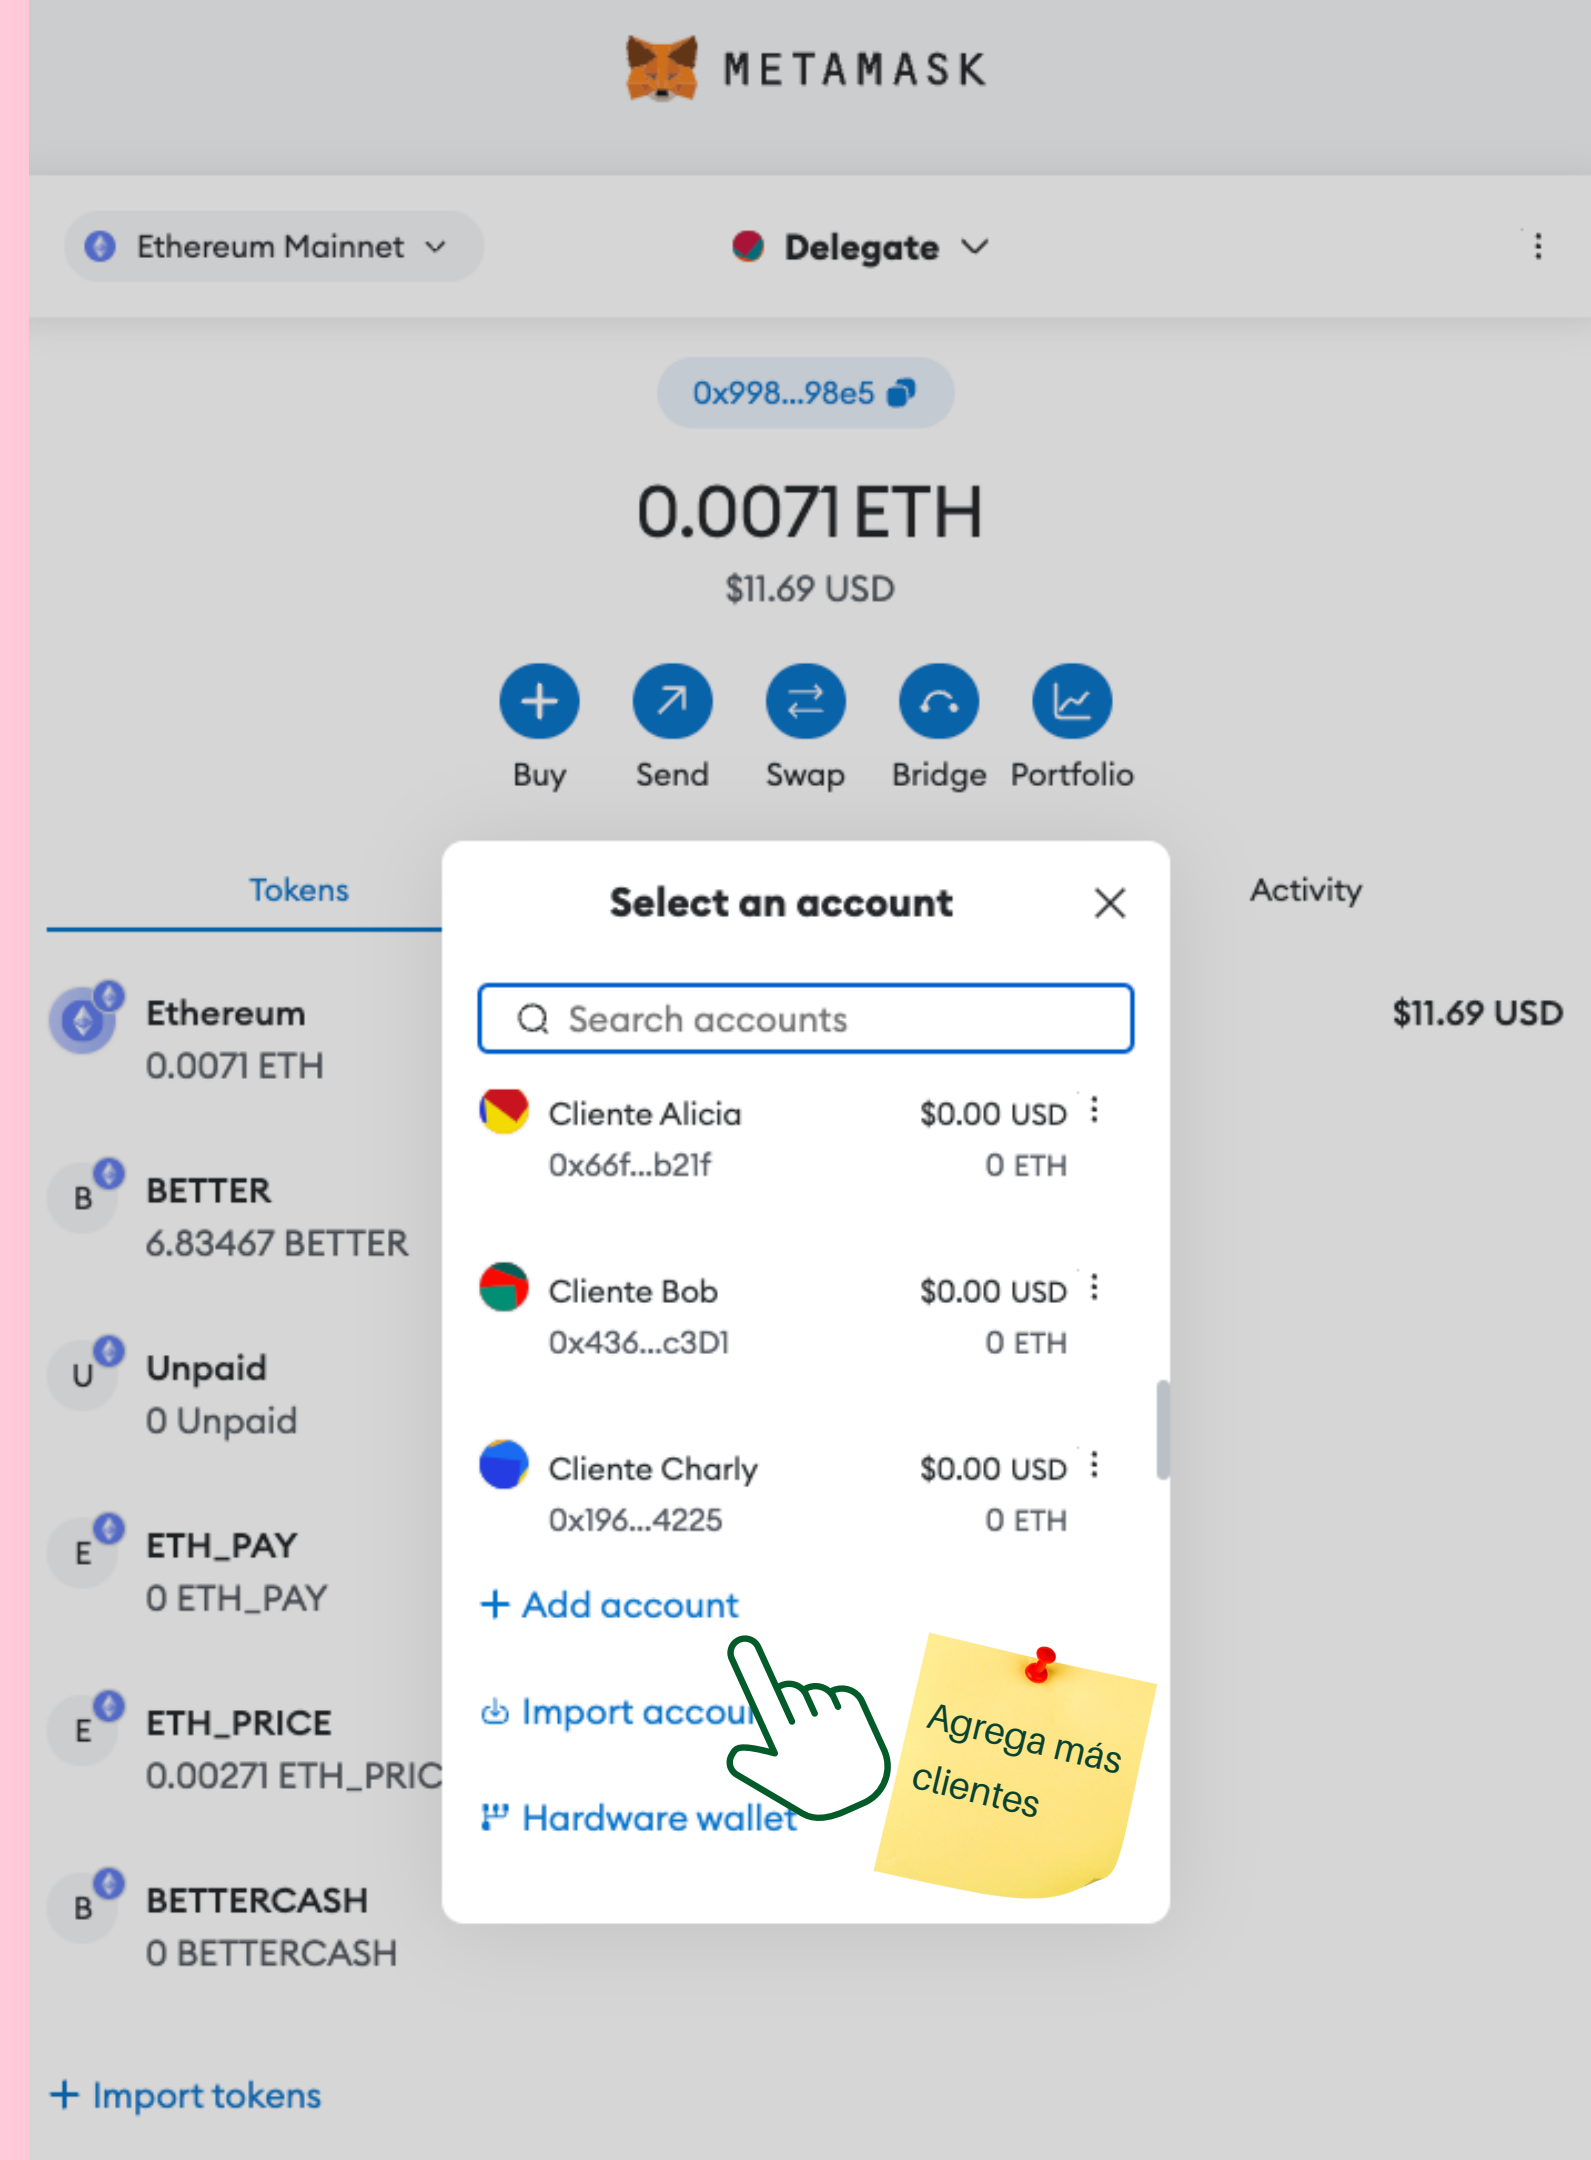 METAMASK
Ethereum Mainnet
Delegate
0x998...98e5
0.0071 ETH
$11.69 USD
Buy
Send
Swap
Bridge
Portfolio
Tokens
Activity
Ethereum
0.0071 ETH
$11.69 USD
B
BETTER
6.83467 BETTER
U
Unpaid
0 Unpaid
E
ETH_PAY
0 ETH_PAY
E
ETH_PRICE
0.00271 ETH_PRIC
B
BETTERCASH
0 BETTERCASH
+ Import tokens
Select an account
Search accounts
Cliente Alicia
$0.00 USD
0x66f...b21f
0 ETH
Cliente Bob
$0.00 USD
0x436...c3D1
0 ETH
Cliente Charly
$0.00 USD
0x196...4225
0 ETH
+ Add account
Import accou
Hardware wallet
Agrega más
clientes